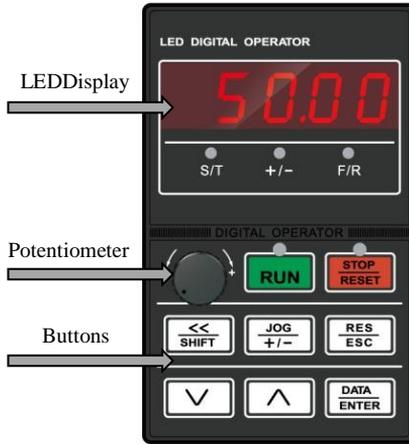 LED DIGITAL OPERATOR
LEDDisplay
50.00
S/T +/- F/R
DIGITAL OPERATOR
Potentiometer
- +
RUN
STOP
RESET
Buttons
<<
SHIFT
JOG
+/-
RES
ESC
DATA
ENTER